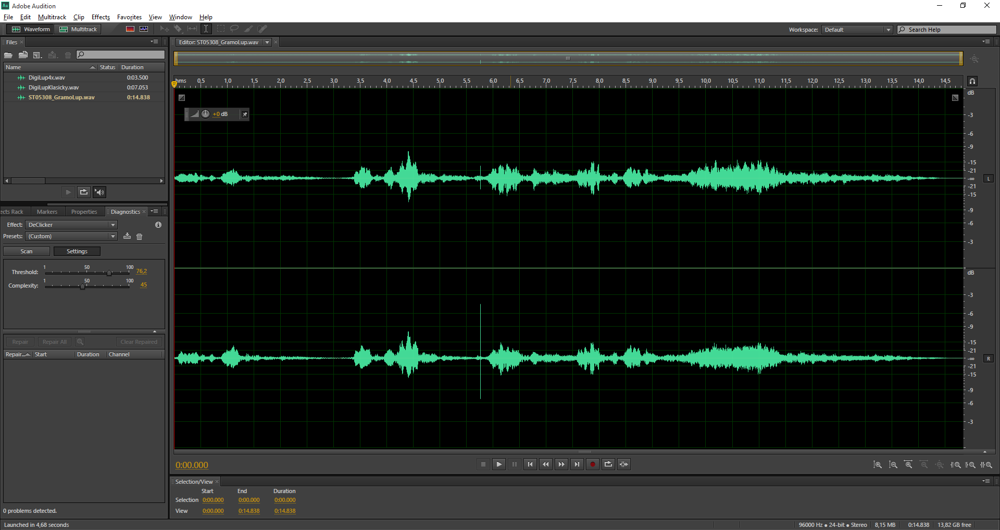 Au Adobe Audition
File Edit Multitrack Clip Effects Favorites View Window Help
Waveform Multitrack
Workspace: Default Search Help
Files
Name Status Duration
DigiLup4x.wav 0:03.500
DigiLupKlasicky.wav 0:07.053
ST05308_GramoLup.wav 0:14.838
ects Rack Markers Properties Diagnostics
Effect: DeClicker
Presets: (Custom)
Scan Settings
1 50 100
Threshold: 76,2
1 50 100
Complexity: 45
Repair Repair All Clear Repaired
Repair... Start Duration Channel
0 problems detected.
Editor: ST05308_GramoLup.wav
hms 0,5 1,0 1,5 2,0 2,5 3,0 3,5 4,0 4,5 5,0 5,5 6,0 6,5 7,0 7,5 8,0 8,5 9,0 9,5 10,0 10,5 11,0 11,5 12,0 12,5 13,0 13,5 14,0 14,5
+0 dB
dB
-3
-6
-9
-15
-21
-∞ L
-21
-15
-9
-6
-3
dB
-3
-6
-9
-15
-21
-∞ R
-21
-15
-9
-6
-3
0:00.000
Selection/View
Start End Duration
Selection 0:00.000 0:00.000 0:00.000
View 0:00.000 0:14.838 0:14.838
Launched in 4,68 seconds
96000 Hz ● 24-bit ● Stereo 8,15 MB 0:14.838 13,82 GB free